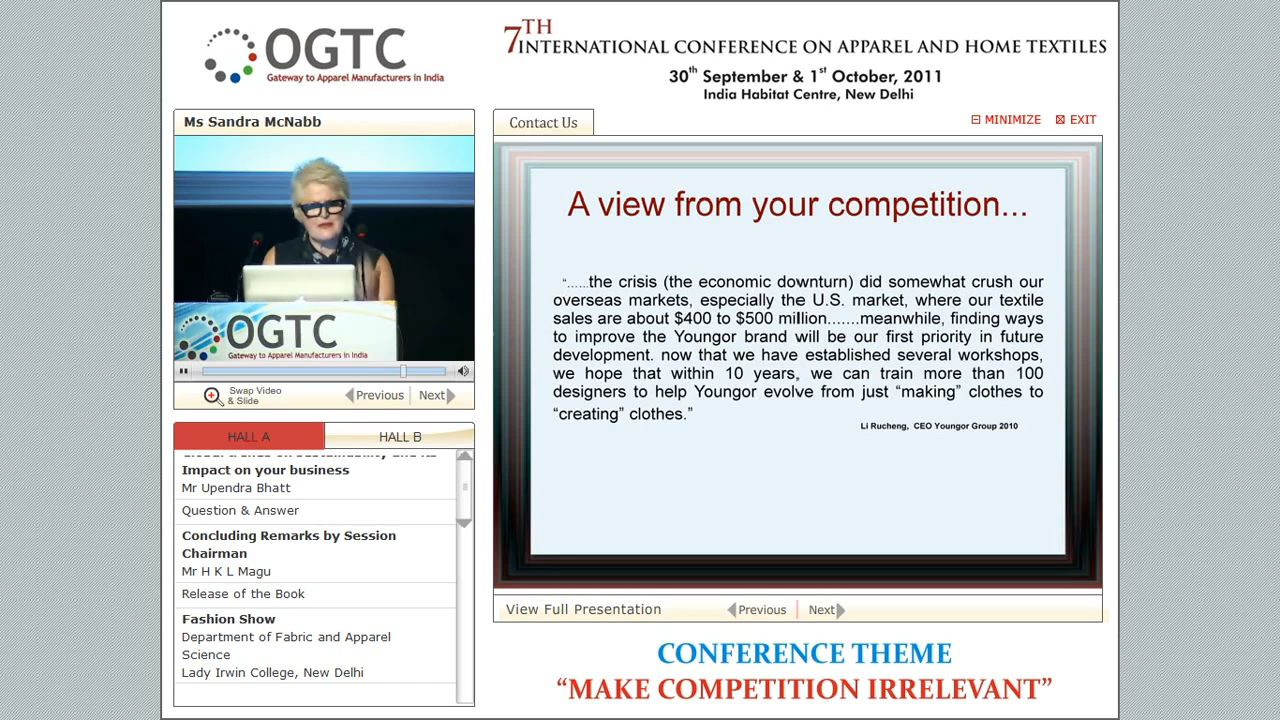 OGTC
Gateway to Apparel Manufacturers in India
7TH INTERNATIONAL CONFERENCE ON APPAREL AND HOME TEXTILES
30th September & 1st October, 2011
India Habitat Centre, New Delhi
Ms Sandra McNabb
Contact Us
MINIMIZE
EXIT
OGTC
Gateway to Apparel Manufacturers in India
A view from your competition...
“......the crisis (the economic downturn) did somewhat crush our
overseas markets, especially the U.S. market, where our textile
sales are about $400 to $500 million.......meanwhile, finding ways
to improve the Youngor brand will be our first priority in future
development. now that we have established several workshops,
we hope that within 10 years, we can train more than 100
designers to help Youngor evolve from just “making” clothes to
“creating” clothes.”
Li Rucheng, CEO Youngor Group 2010
Swap Video
& Slide
Previous
Next
HALL A
HALL B
Impact on your business
Mr Upendra Bhatt
Question & Answer
Concluding Remarks by Session
Chairman
Mr H K L Magu
Release of the Book
Fashion Show
Department of Fabric and Apparel
Science
Lady Irwin College, New Delhi
View Full Presentation
Previous
Next
CONFERENCE THEME
“MAKE COMPETITION IRRELEVANT”